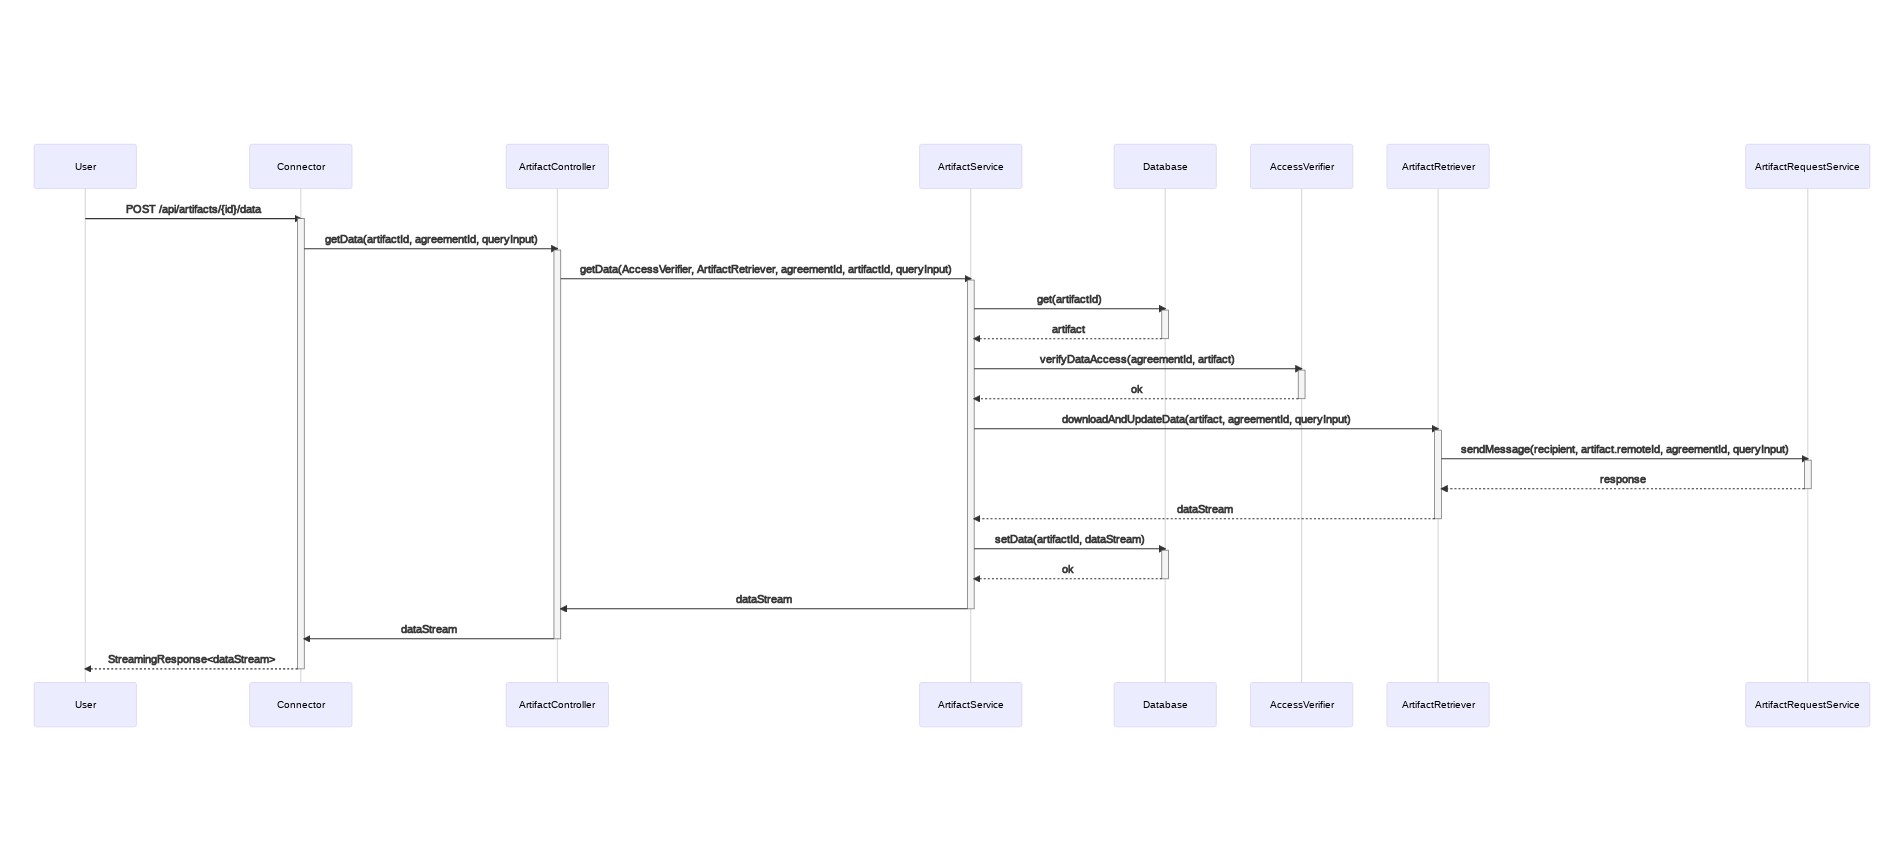 User
Connector
ArtifactController
ArtifactService
Database
AccessVerifier
ArtifactRetriever
ArtifactRequestService
POST /api/artifacts/{id}/data
getData(artifactId, agreementId, queryInput)
getData(AccessVerifier, ArtifactRetriever, agreementId, artifactId, queryInput)
get(artifactId)
artifact
verifyDataAccess(agreementId, artifact)
ok
downloadAndUpdateData(artifact, agreementId, queryInput)
sendMessage(recipient, artifact.remoteId, agreementId, queryInput)
response
dataStream
setData(artifactId, dataStream)
ok
dataStream
dataStream
StreamingResponse<dataStream>
User
Connector
ArtifactController
ArtifactService
Database
AccessVerifier
ArtifactRetriever
ArtifactRequestService